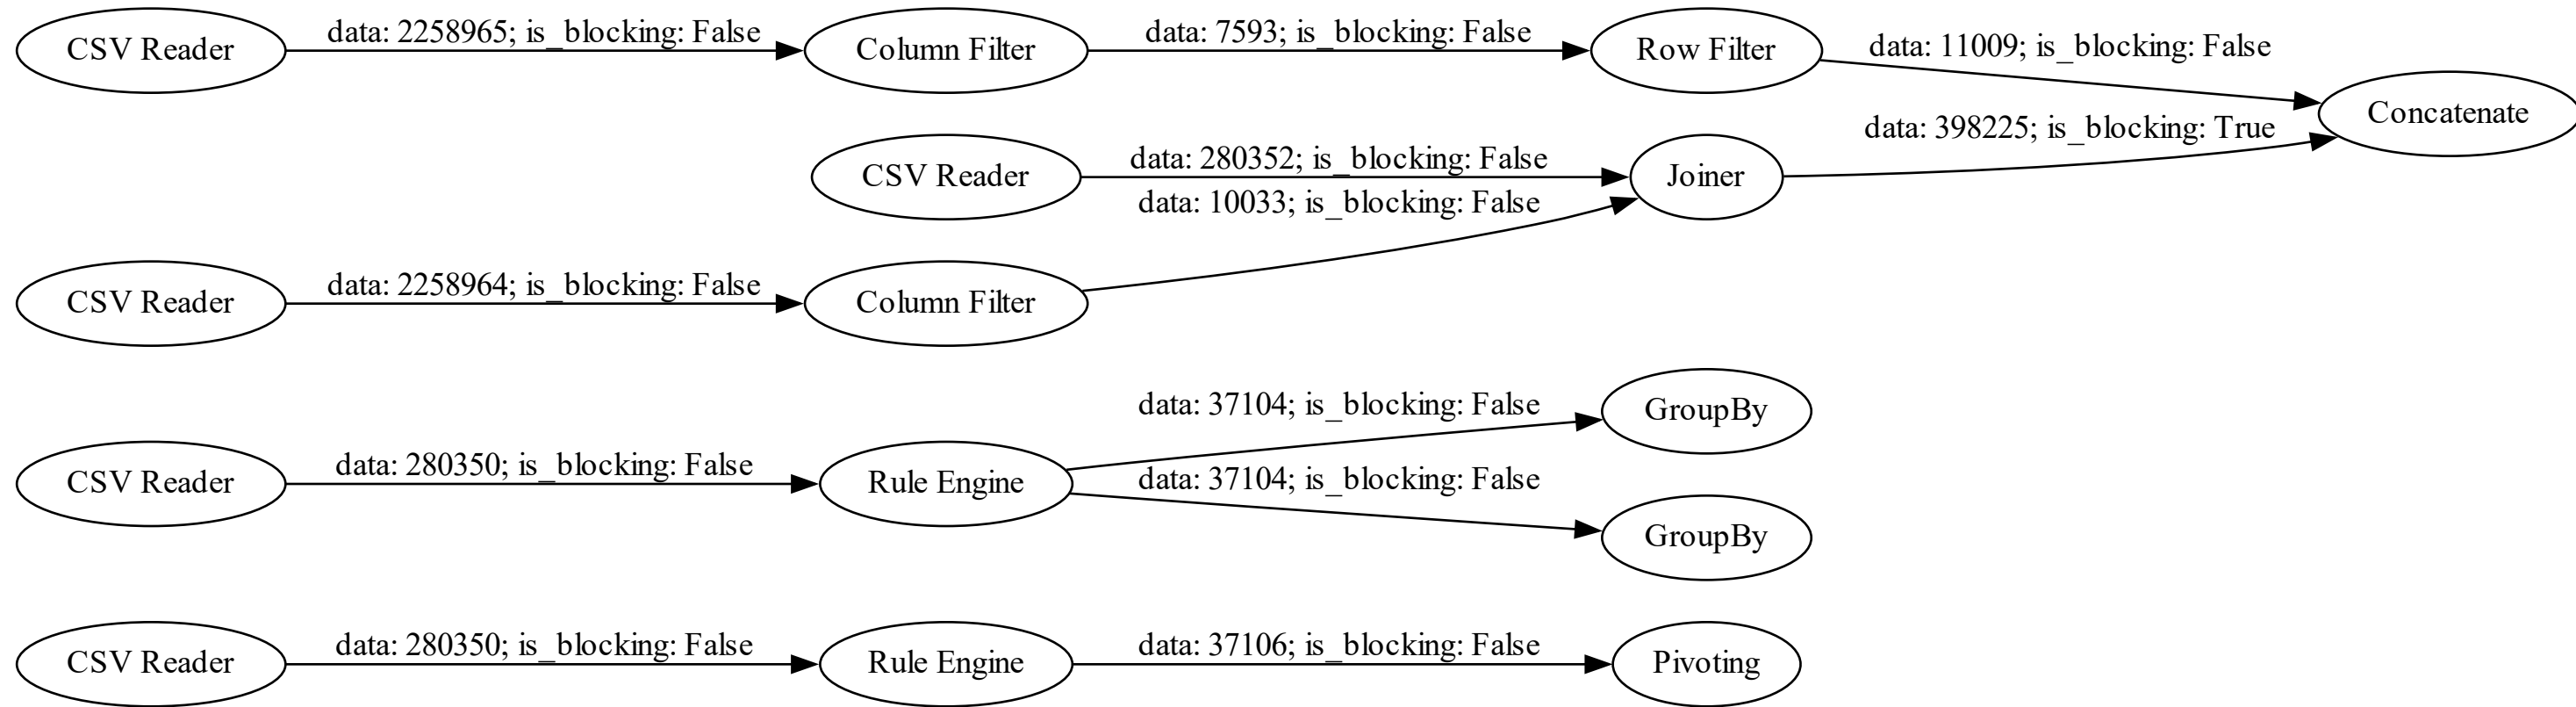 CSV Reader
data: 2258965; is_blocking: False
Column Filter
data: 7593; is_blocking: False
Row Filter
data: 11009; is_blocking: False
Concatenate
CSV Reader
data: 280352; is_blocking: False
Joiner
data: 398225; is_blocking: True
data: 10033; is_blocking: False
CSV Reader
data: 2258964; is_blocking: False
Column Filter
CSV Reader
data: 280350; is_blocking: False
Rule Engine
data: 37104; is_blocking: False
GroupBy
data: 37104; is_blocking: False
GroupBy
CSV Reader
data: 280350; is_blocking: False
Rule Engine
data: 37106; is_blocking: False
Pivoting